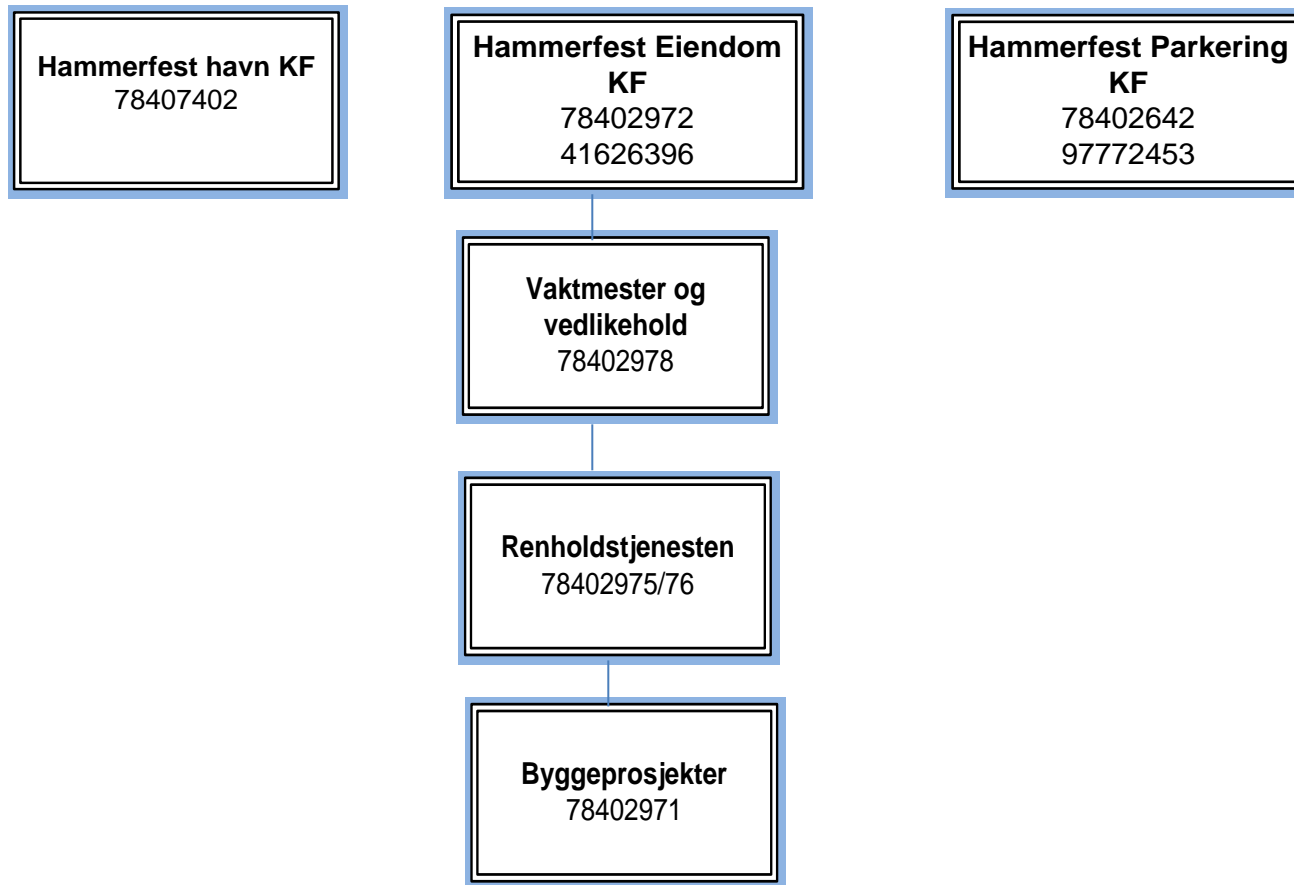 Hammerfest havn KF
78407402
Hammerfest Eiendom
KF
78402972
41626396
Hammerfest Parkering
KF
78402642
97772453
Vaktmester og
vedlikehold
78402978
Renholdstjenesten
78402975/76
Byggeprosjekter
78402971